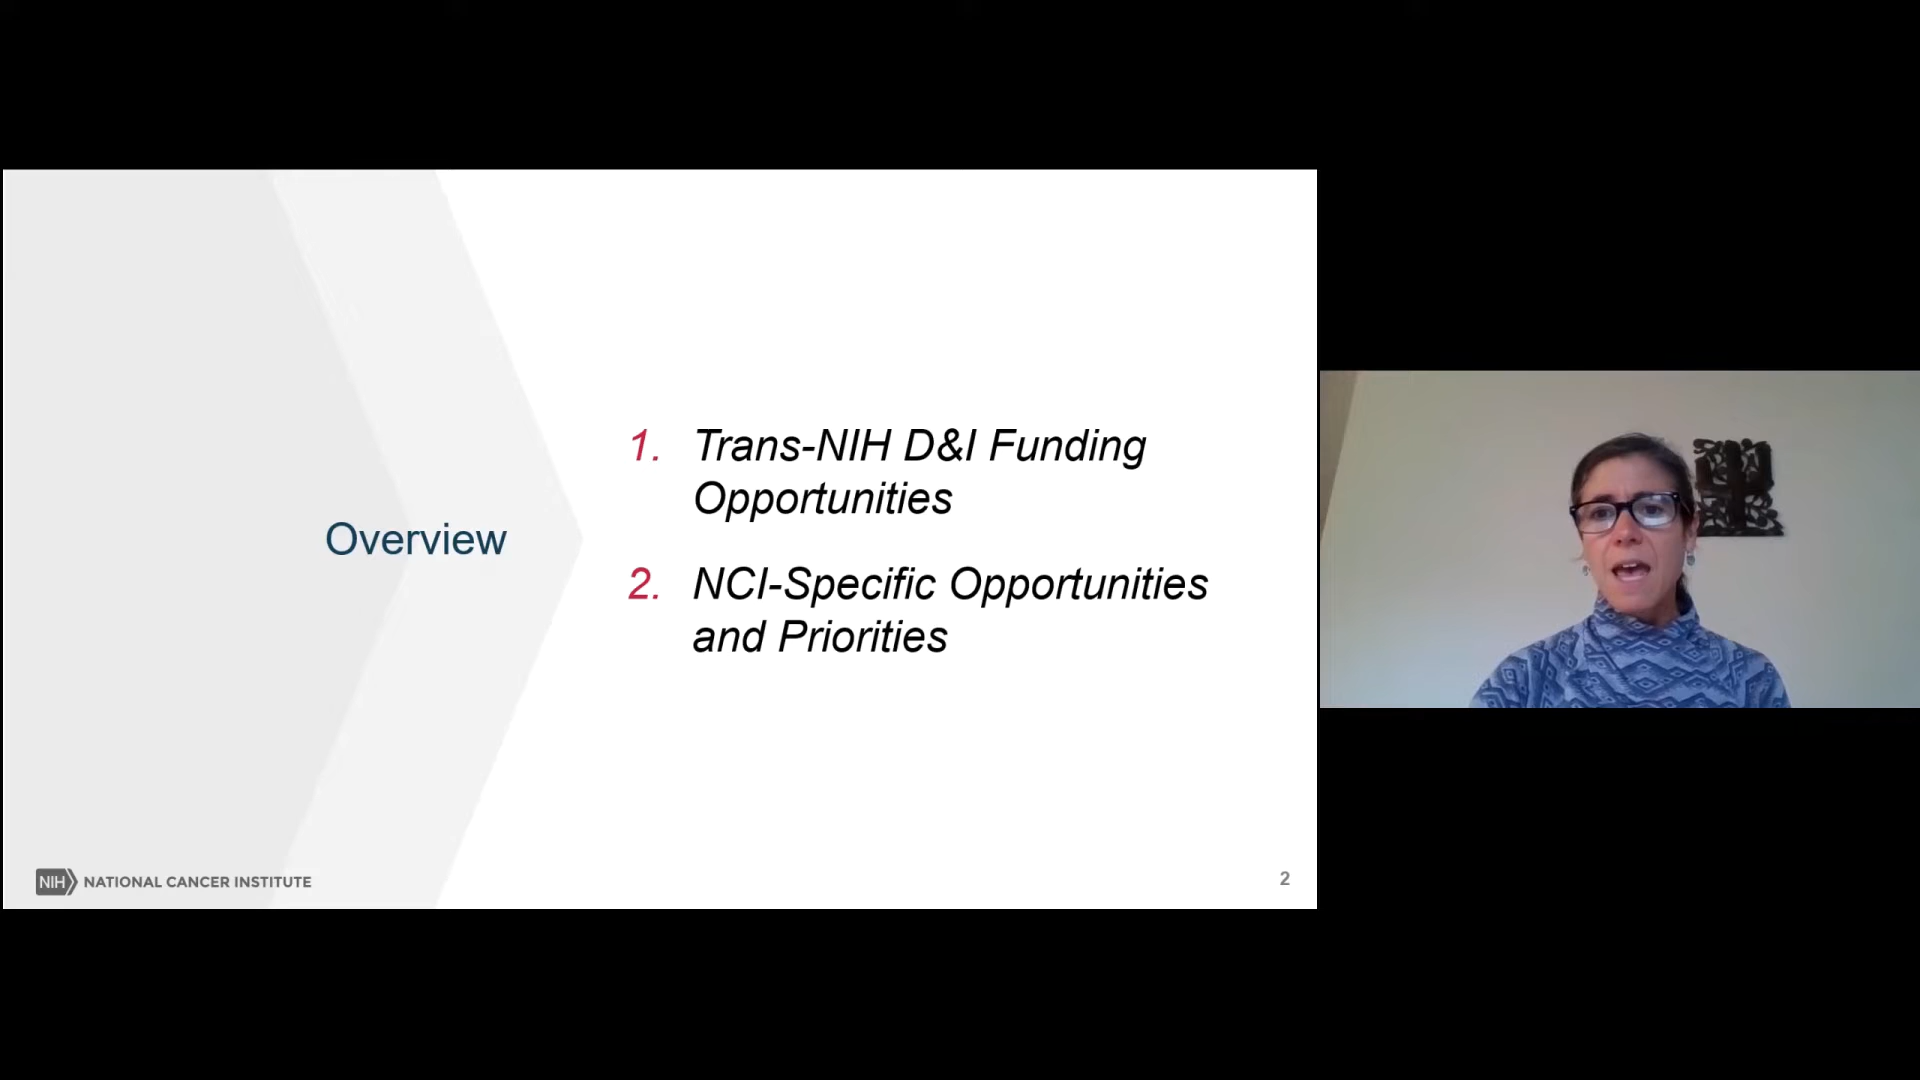 Overview
1. Trans-NIH D&I Funding
Opportunities
2. NCI-Specific Opportunities
and Priorities
NIH NATIONAL CANCER INSTITUTE
2